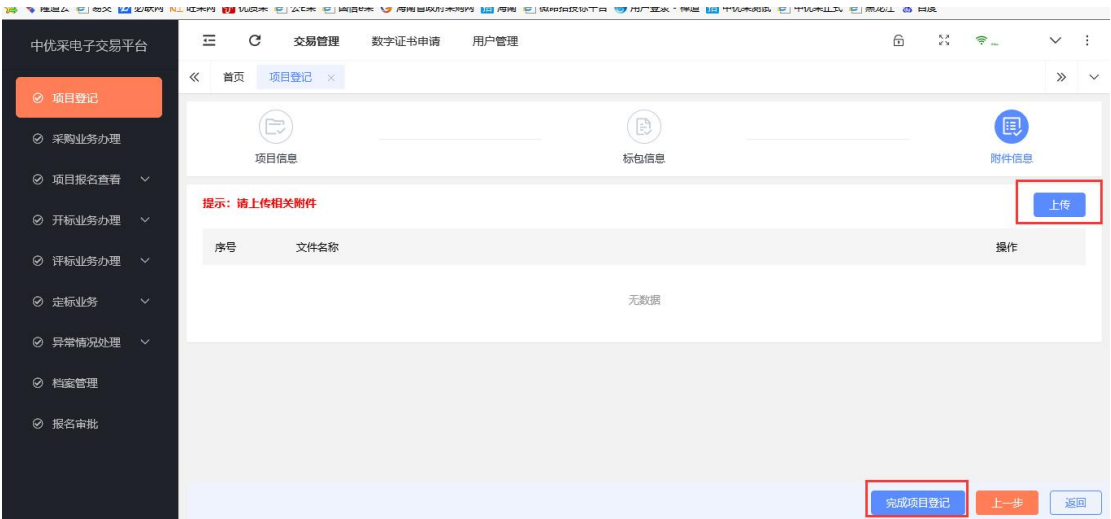 中优采电子交易平台
交易管理 数字证书申请 用户管理
首页 项目登记
项目登记
采购业务办理
项目报名查看
开标业务办理
评标业务办理
定标业务
异常情况处理
档案管理
报名审批
项目信息 标包信息 附件信息
提示：请上传相关附件 上传
序号 文件名称 操作
无数据
完成项目登记 上一步 返回